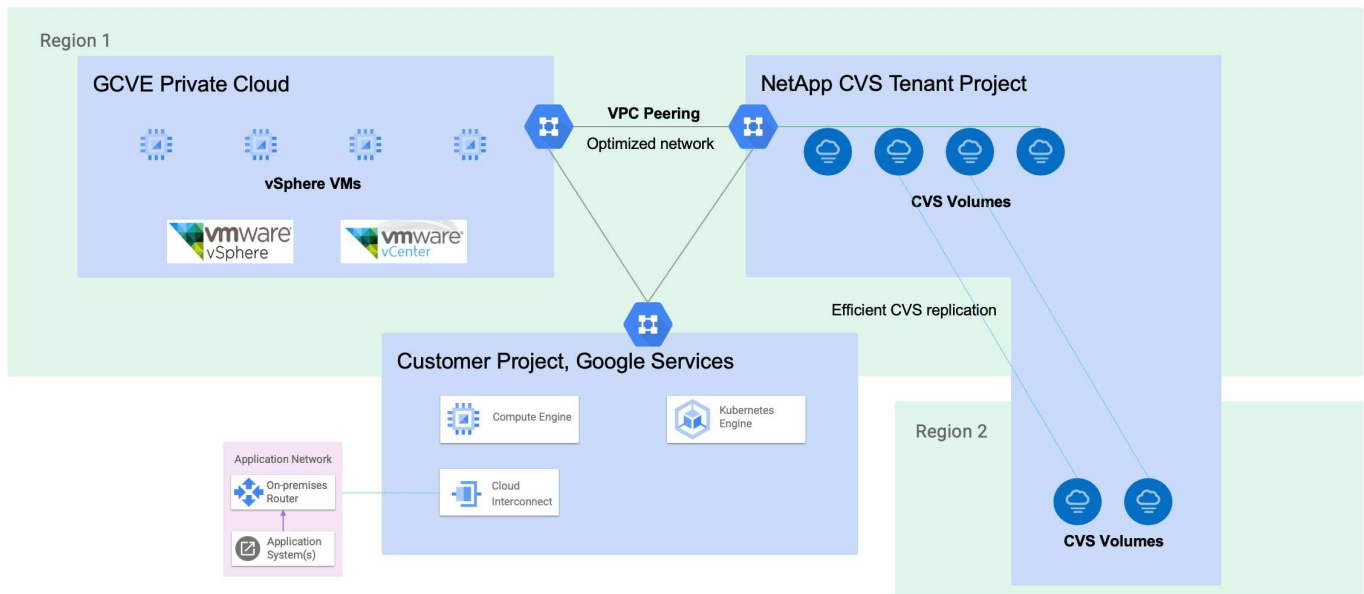 Region 1
GCVE Private Cloud
vSphere VMs
vmware®
vSphere
vmware®
vCenter
VPC Peering
Optimized network
NetApp CVS Tenant Project
CVS Volumes
Efficient CVS replication
Customer Project, Google Services
Compute Engine
Kubernetes
Engine
Cloud
Interconnect
Application Network
On-premises
Router
Application
System(s)
Region 2
CVS Volumes